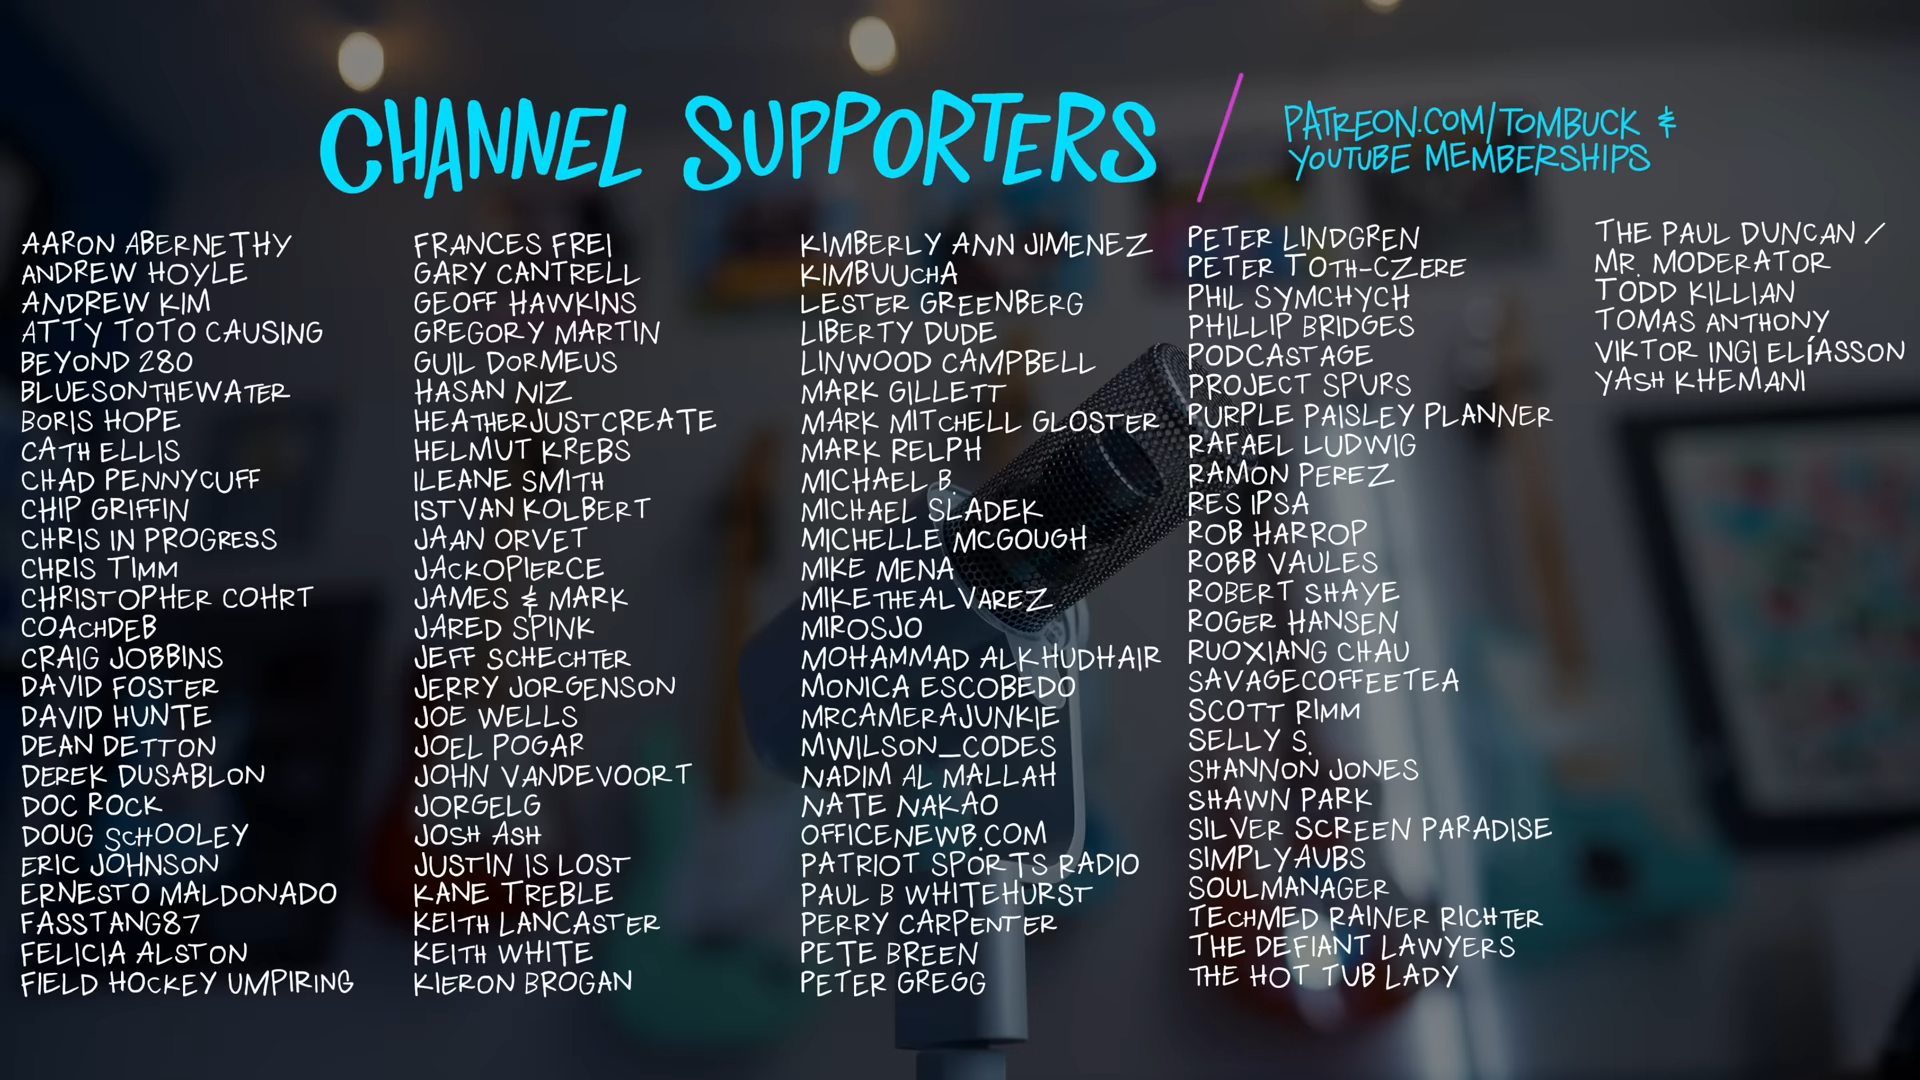 CHANNEL SUPPORTERS /
PATREON.COM/TOMBUCK &
YOUTUBE MEMBERSHIPS
AARON ABERNETHY
ANDREW HOYLE
ANDREW KIM
ATTY TOTO CAUSING
BEYOND 280
BLUESONTHEWATER
BORIS HOPE
CATH ELLIS
CHAD PENNYCUFF
CHIP GRIFFIN
CHRIS IN PROGRESS
CHRIS TIMM
CHRISTOPHER COHRT
COACHDEB
CRAIG JOBBINS
DAVID FOSTER
DAVID HUNTE
DEAN DETTON
DEREK DUSABLON
DOC ROCK
DOUG SCHOOLEY
ERIC JOHNSON
ERNESTO MALDONADO
FASSTANG87
FELICIA ALSTON
FIELD HOCKEY UMPIRING
FRANCES FREI
GARY CANTRELL
GEOFF HAWKINS
GREGORY MARTIN
GUIL DORMEUS
HASAN NIZ
HEATHERJUSTCREATE
HELMUT KREBS
ILEANE SMITH
ISTVAN KOLBERT
JAAN ORVET
JACKOPIERCE
JAMES & MARK
JARED SPINK
JEFF SCHECHTER
JERRY JORGENSON
JOE WELLS
JOEL POGAR
JOHN VANDEVOORT
JORGELG
JOSH ASH
JUSTIN IS LOST
KANE TREBLE
KEITH LANCASTER
KEITH WHITE
KIERON BROGAN
KIMBERLY ANN JIMENEZ
KIMBUUCHA
LESTER GREENBERG
LIBERTY DUDE
LINWOOD CAMPBELL
MARK GILLETT
MARK MITCHELL GLOSTER
MARK RELPH
MICHAEL B.
MICHAEL SLADEK
MICHELLE MCGOUGH
MIKE MENA
MIKETHEALVAREZ
MIROSJO
MOHAMMAD ALKHUDHAIR
MONICA ESCOBEDO
MRCAMERAJUNKIE
MWILSON_CODES
NADIM AL MALLAH
NATE NAKAO
OFFICENEWB.COM
PATRIOT SPORTS RADIO
PAUL B WHITEHURST
PERRY CARPENTER
PETE BREEN
PETER GREGG
PETER LINDGREN
PETER TOTH-CZERE
PHIL SYMCHYCH
PHILLIP BRIDGES
PODCASTAGE
PROJECT SPURS
PURPLE PAISLEY PLANNER
RAFAEL LUDWIG
RAMON PEREZ
RES IPSA
ROB HARROP
ROBB VAULES
ROBERT SHAYE
ROGER HANSEN
RUOXIANG CHAU
SAVAGECOFFEETEA
SCOTT RIMM
SELLY S.
SHANNON JONES
SHAWN PARK
SILVER SCREEN PARADISE
SIMPLYAUBS
SOULMANAGER
TECHMED RAINER RICHTER
THE DEFIANT LAWYERS
THE HOT TUB LADY
THE PAUL DUNCAN /
MR. MODERATOR
TODD KILLIAN
TOMAS ANTHONY
VIKTOR INGI ELÍASSON
YASH KHEMANI